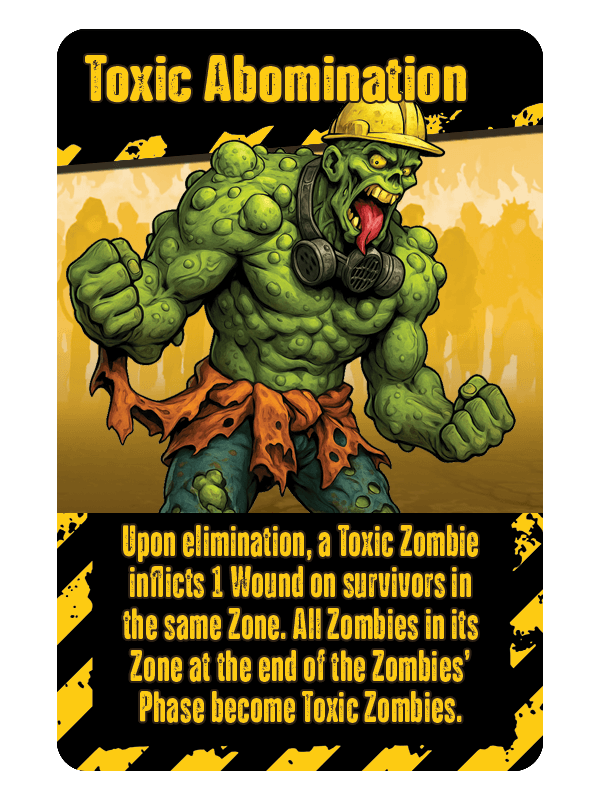 Toxic Abomination
Upon elimination, a Toxic Zombie
inflicts 1 Wound on survivors in
the same Zone. All Zombies in its
Zone at the end of the Zombies’
Phase become Toxic Zombies.